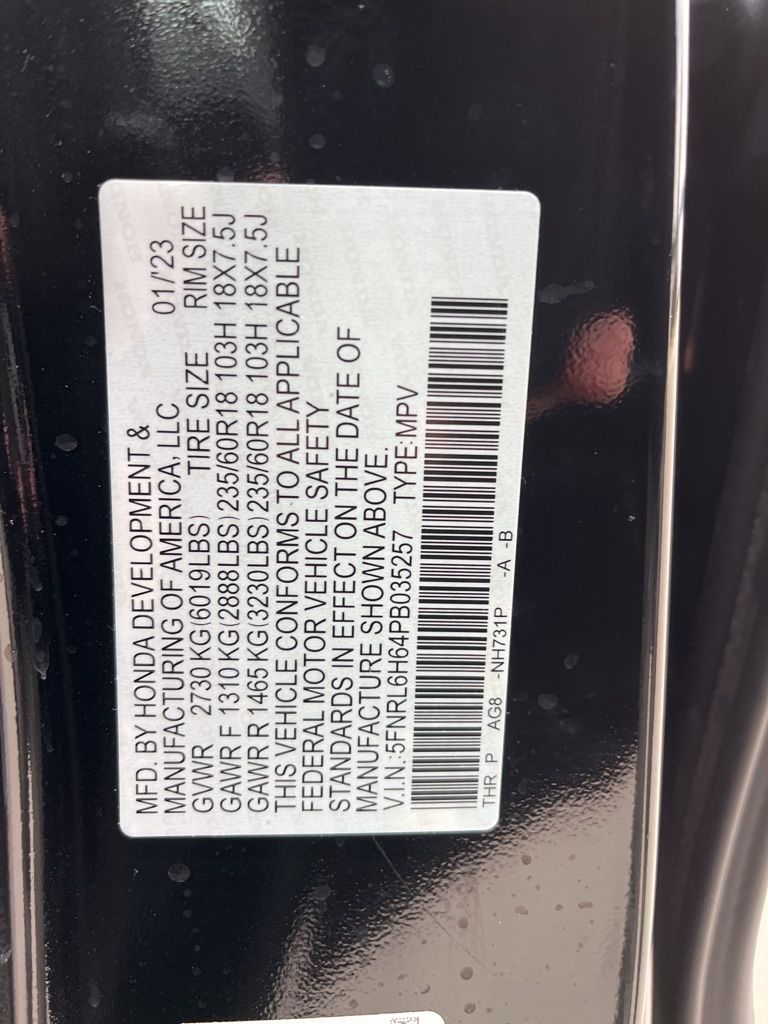 MFD. BY HONDA DEVELOPMENT &
MANUFACTURING OF AMERICA, LLC 01/'23
GVWR 2730 KG(6019LBS) TIRE SIZE RIM SIZE
GAWR F 1310 KG(2888LBS)235/60R18 103H 18X7.5J
GAWR R 1465 KG(3230LBS)235/60R18 103H 18X7.5J
THIS VEHICLE CONFORMS TO ALL APPLICABLE
FEDERAL MOTOR VEHICLE SAFETY
STANDARDS IN EFFECT ON THE DATE OF
MANUFACTURE SHOWN ABOVE.
V.I.N.:5FNRL6H64PB035257 TYPE:MPV
THR P AG8 -NH731P -A -B